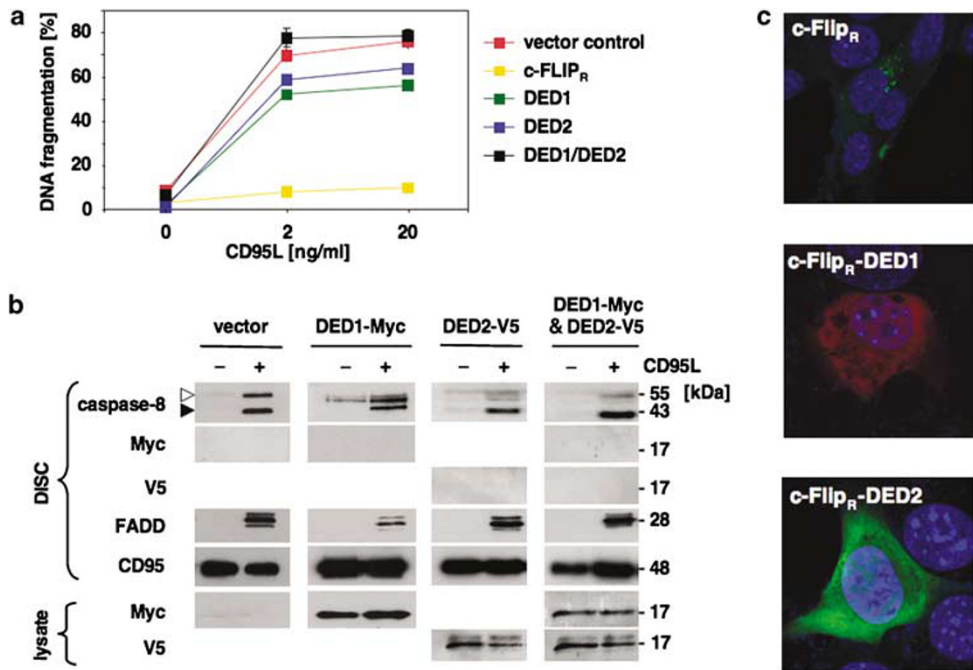 a
DNA fragmentation [%]
80
60
40
20
0
0 2 20
CD95L [ng/ml]
vector control
c-FLIPR
DED1
DED2
DED1/DED2
b
vector DED1-Myc DED2-V5 DED1-Myc & DED2-V5
– + – + – + – + CD95L
[kDa]
DISC
caspase-8 - 55
- 43
Myc - 17
V5 - 17
FADD - 28
CD95 - 48
lysate
Myc - 17
V5 - 17
c
c-FlipR
c-FlipR-DED1
c-FlipR-DED2